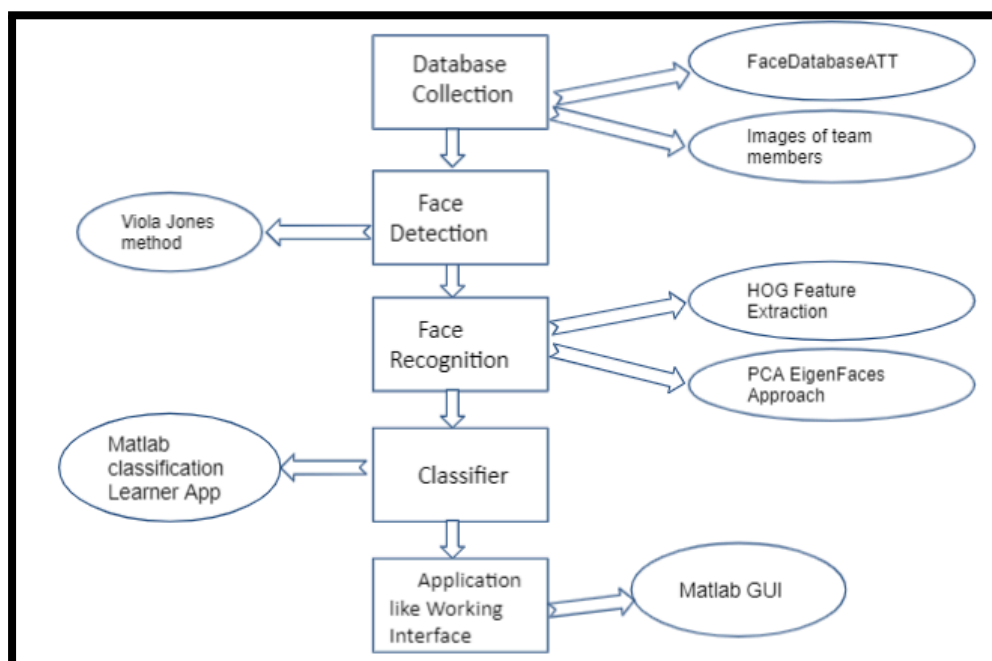 Database
Collection
FaceDatabaseATT
Images of team
members
Face
Detection
Viola Jones
method
Face
Recognition
HOG Feature
Extraction
PCA EigenFaces
Approach
Classifier
Matlab
classification
Learner App
Application
like Working
Interface
Matlab GUI